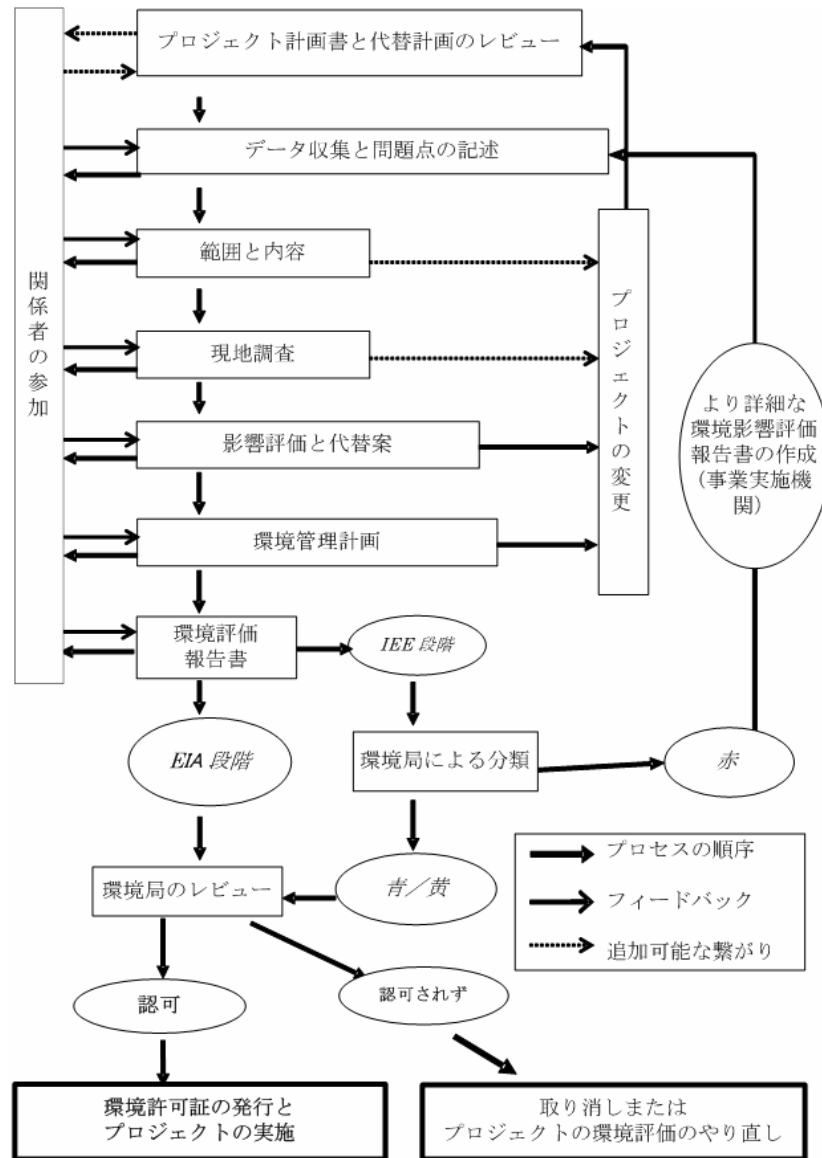 プロジェクト計画書と代替計画のレビュー
データ収集と問題点の記述
範囲と内容
現地調査
影響評価と代替案
環境管理計画
環境評価
報告書
関係者の参加
プロジェクトの変更
より詳細な
環境影響評価
報告書の作成
（事業実施機
関）
IEE 段階
EIA 段階
環境局による分類
赤
青／黄
環境局のレビュー
認可
認可されず
プロセスの順序
フィードバック
追加可能な繋がり
環境許可証の発行と
プロジェクトの実施
取り消しまたは
プロジェクトの環境評価のやり直し